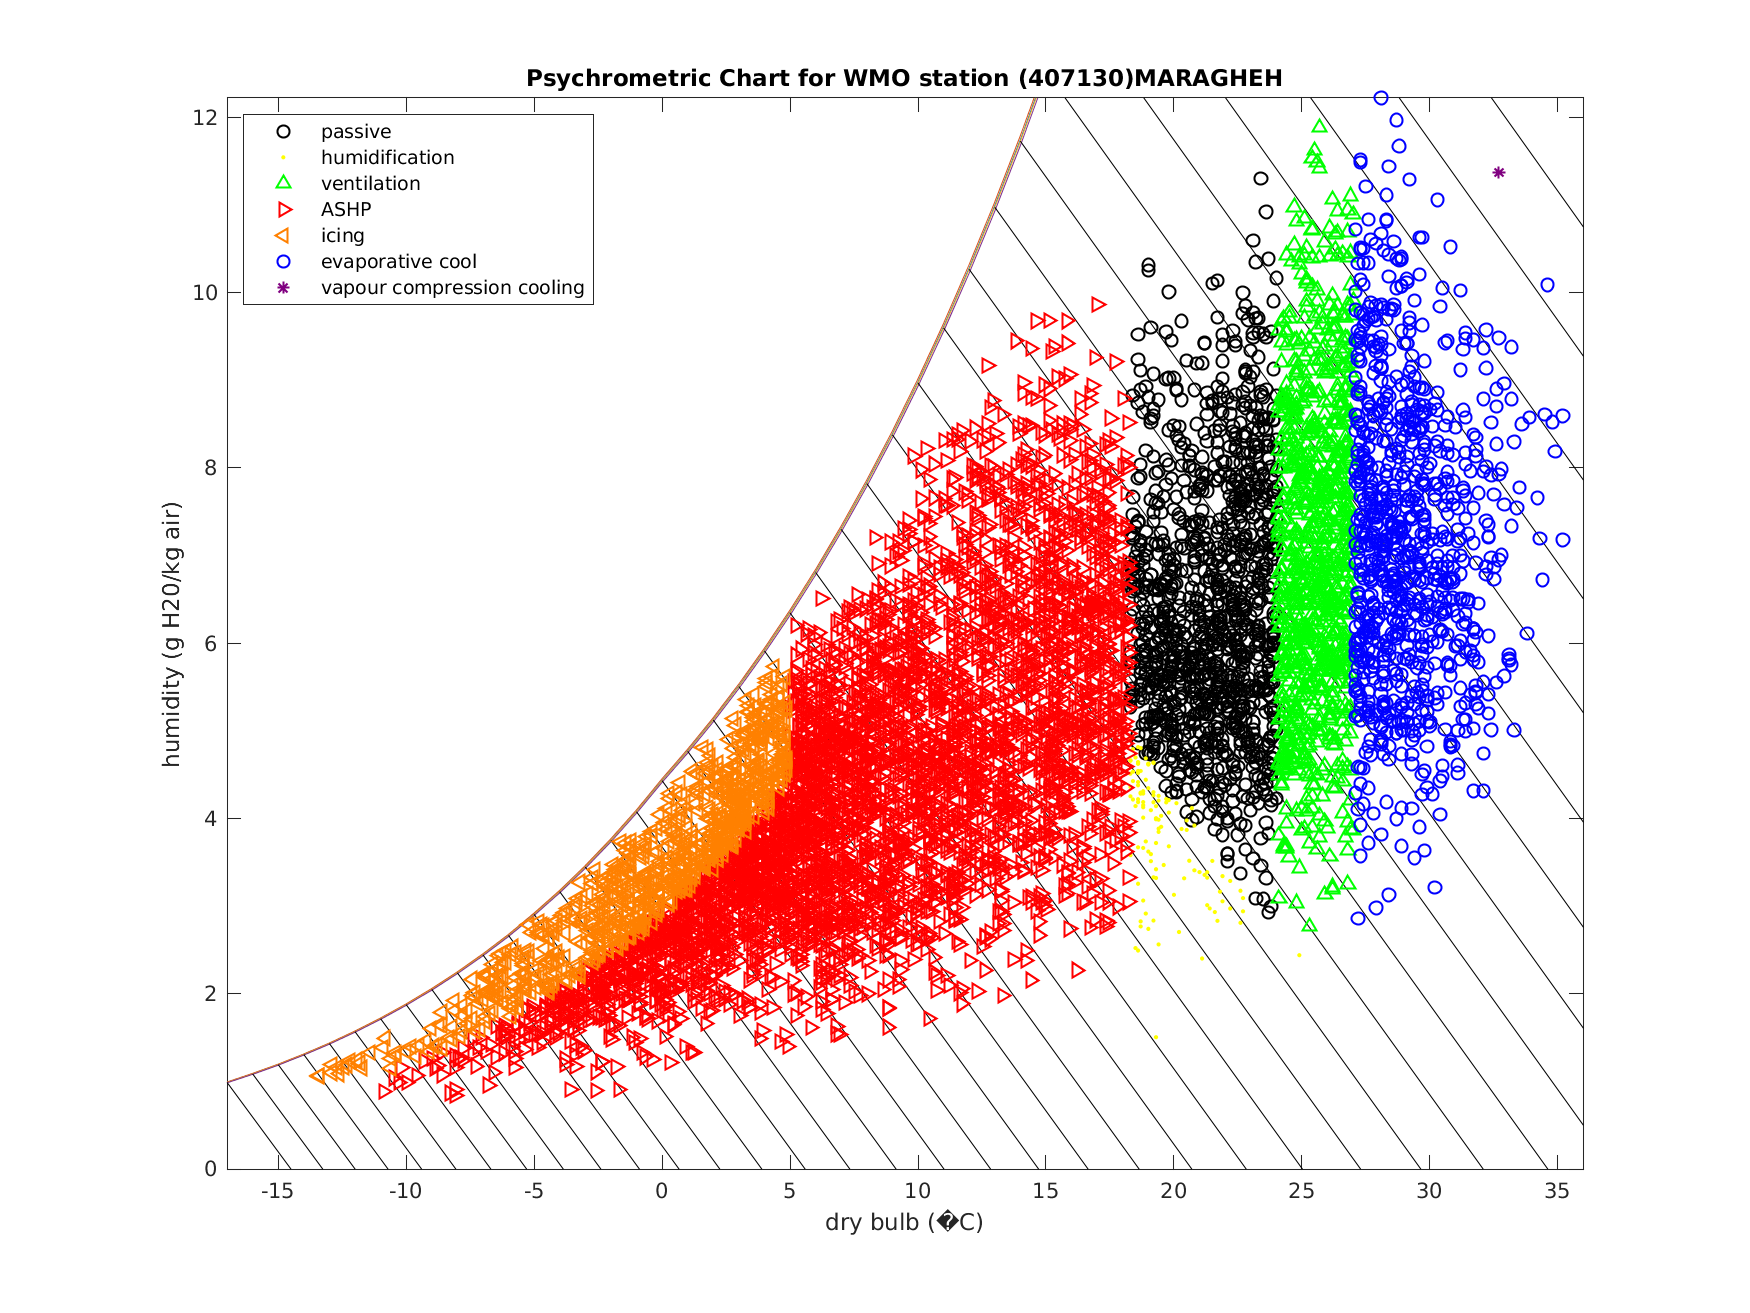 Psychrometric Chart for WMO station (407130)MARAGHEH
passive
humidification
ventilation
ASHP
icing
evaporative cool
vapour compression cooling
humidity (g H20/kg air)
12
10
8
6
4
2
0
-15 -10 -5 0 5 10 15 20 25 30 35
dry bulb (�C)